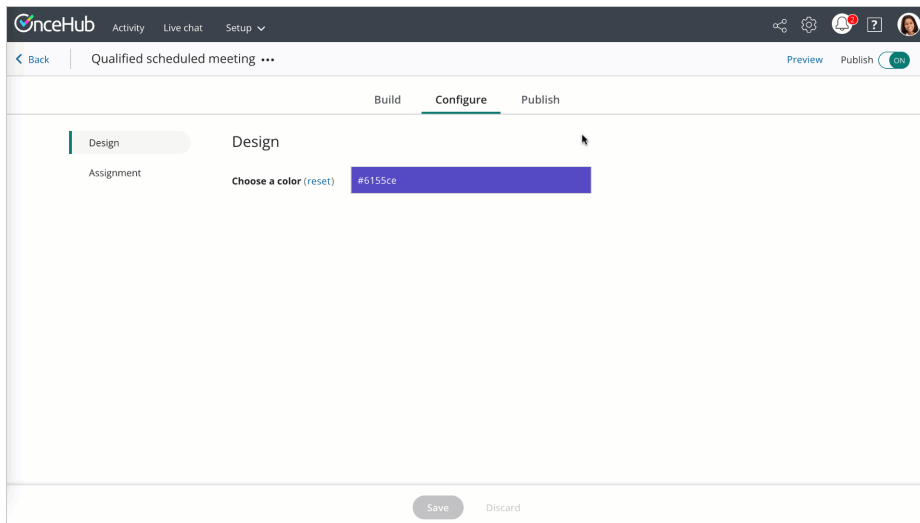 OnceHub Activity Live chat Setup 2 ?
Back Qualified scheduled meeting ••• Preview Publish ON
Build Configure Publish
Design Design
Assignment
Choose a color (reset) #6155ce
Save Discard